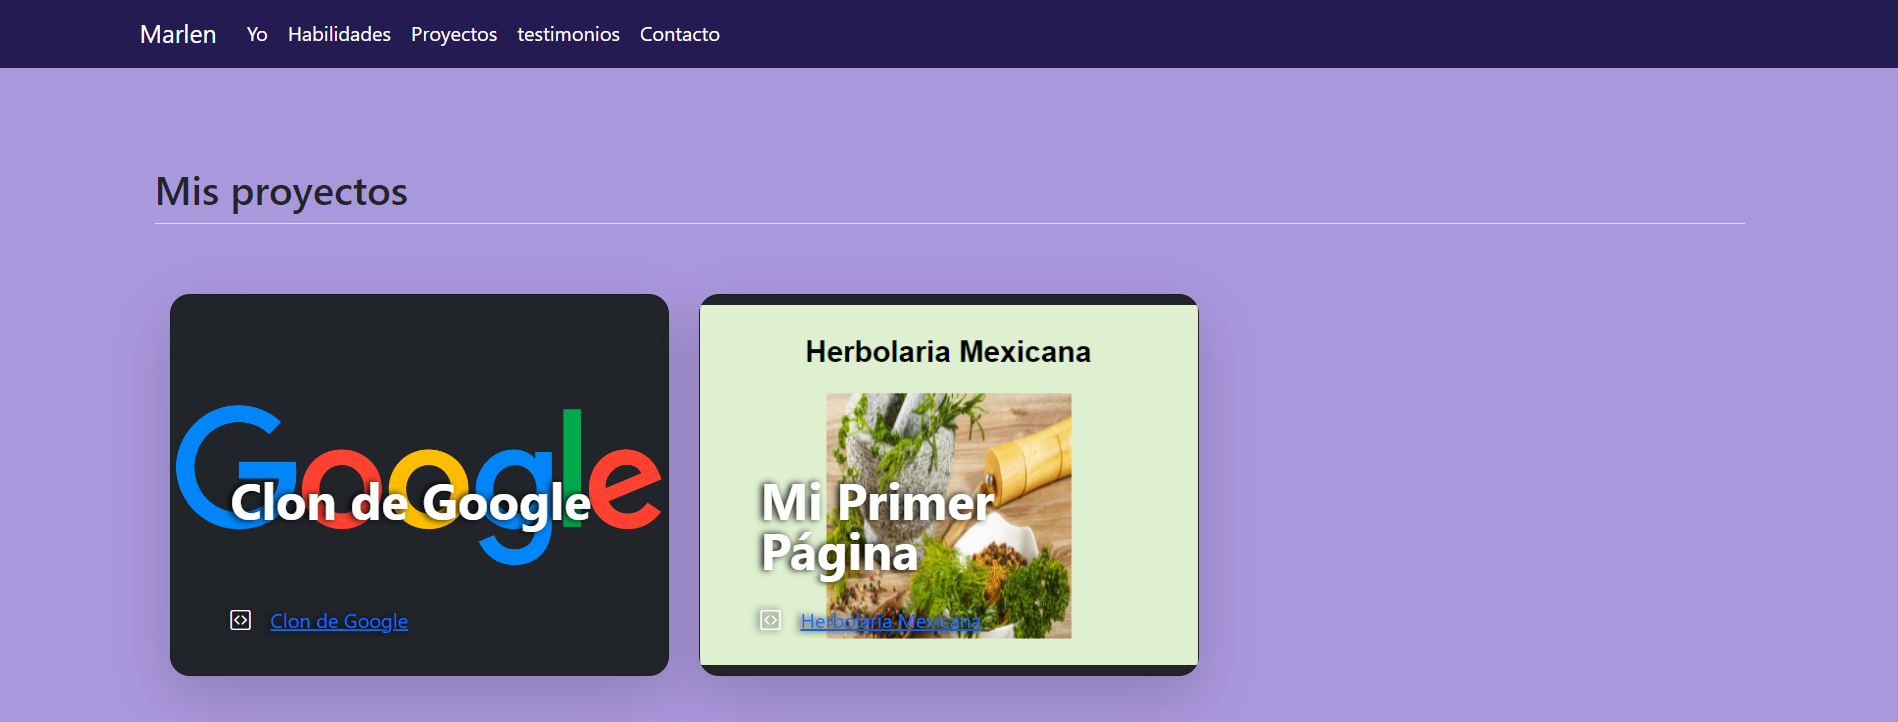 Marlen Yo Habilidades Proyectos testimonios Contacto
Mis proyectos
Google
Clon de Google
Clon de Google
Herbolaria Mexicana
Mi Primer
Página
Herbolaria Mexicana